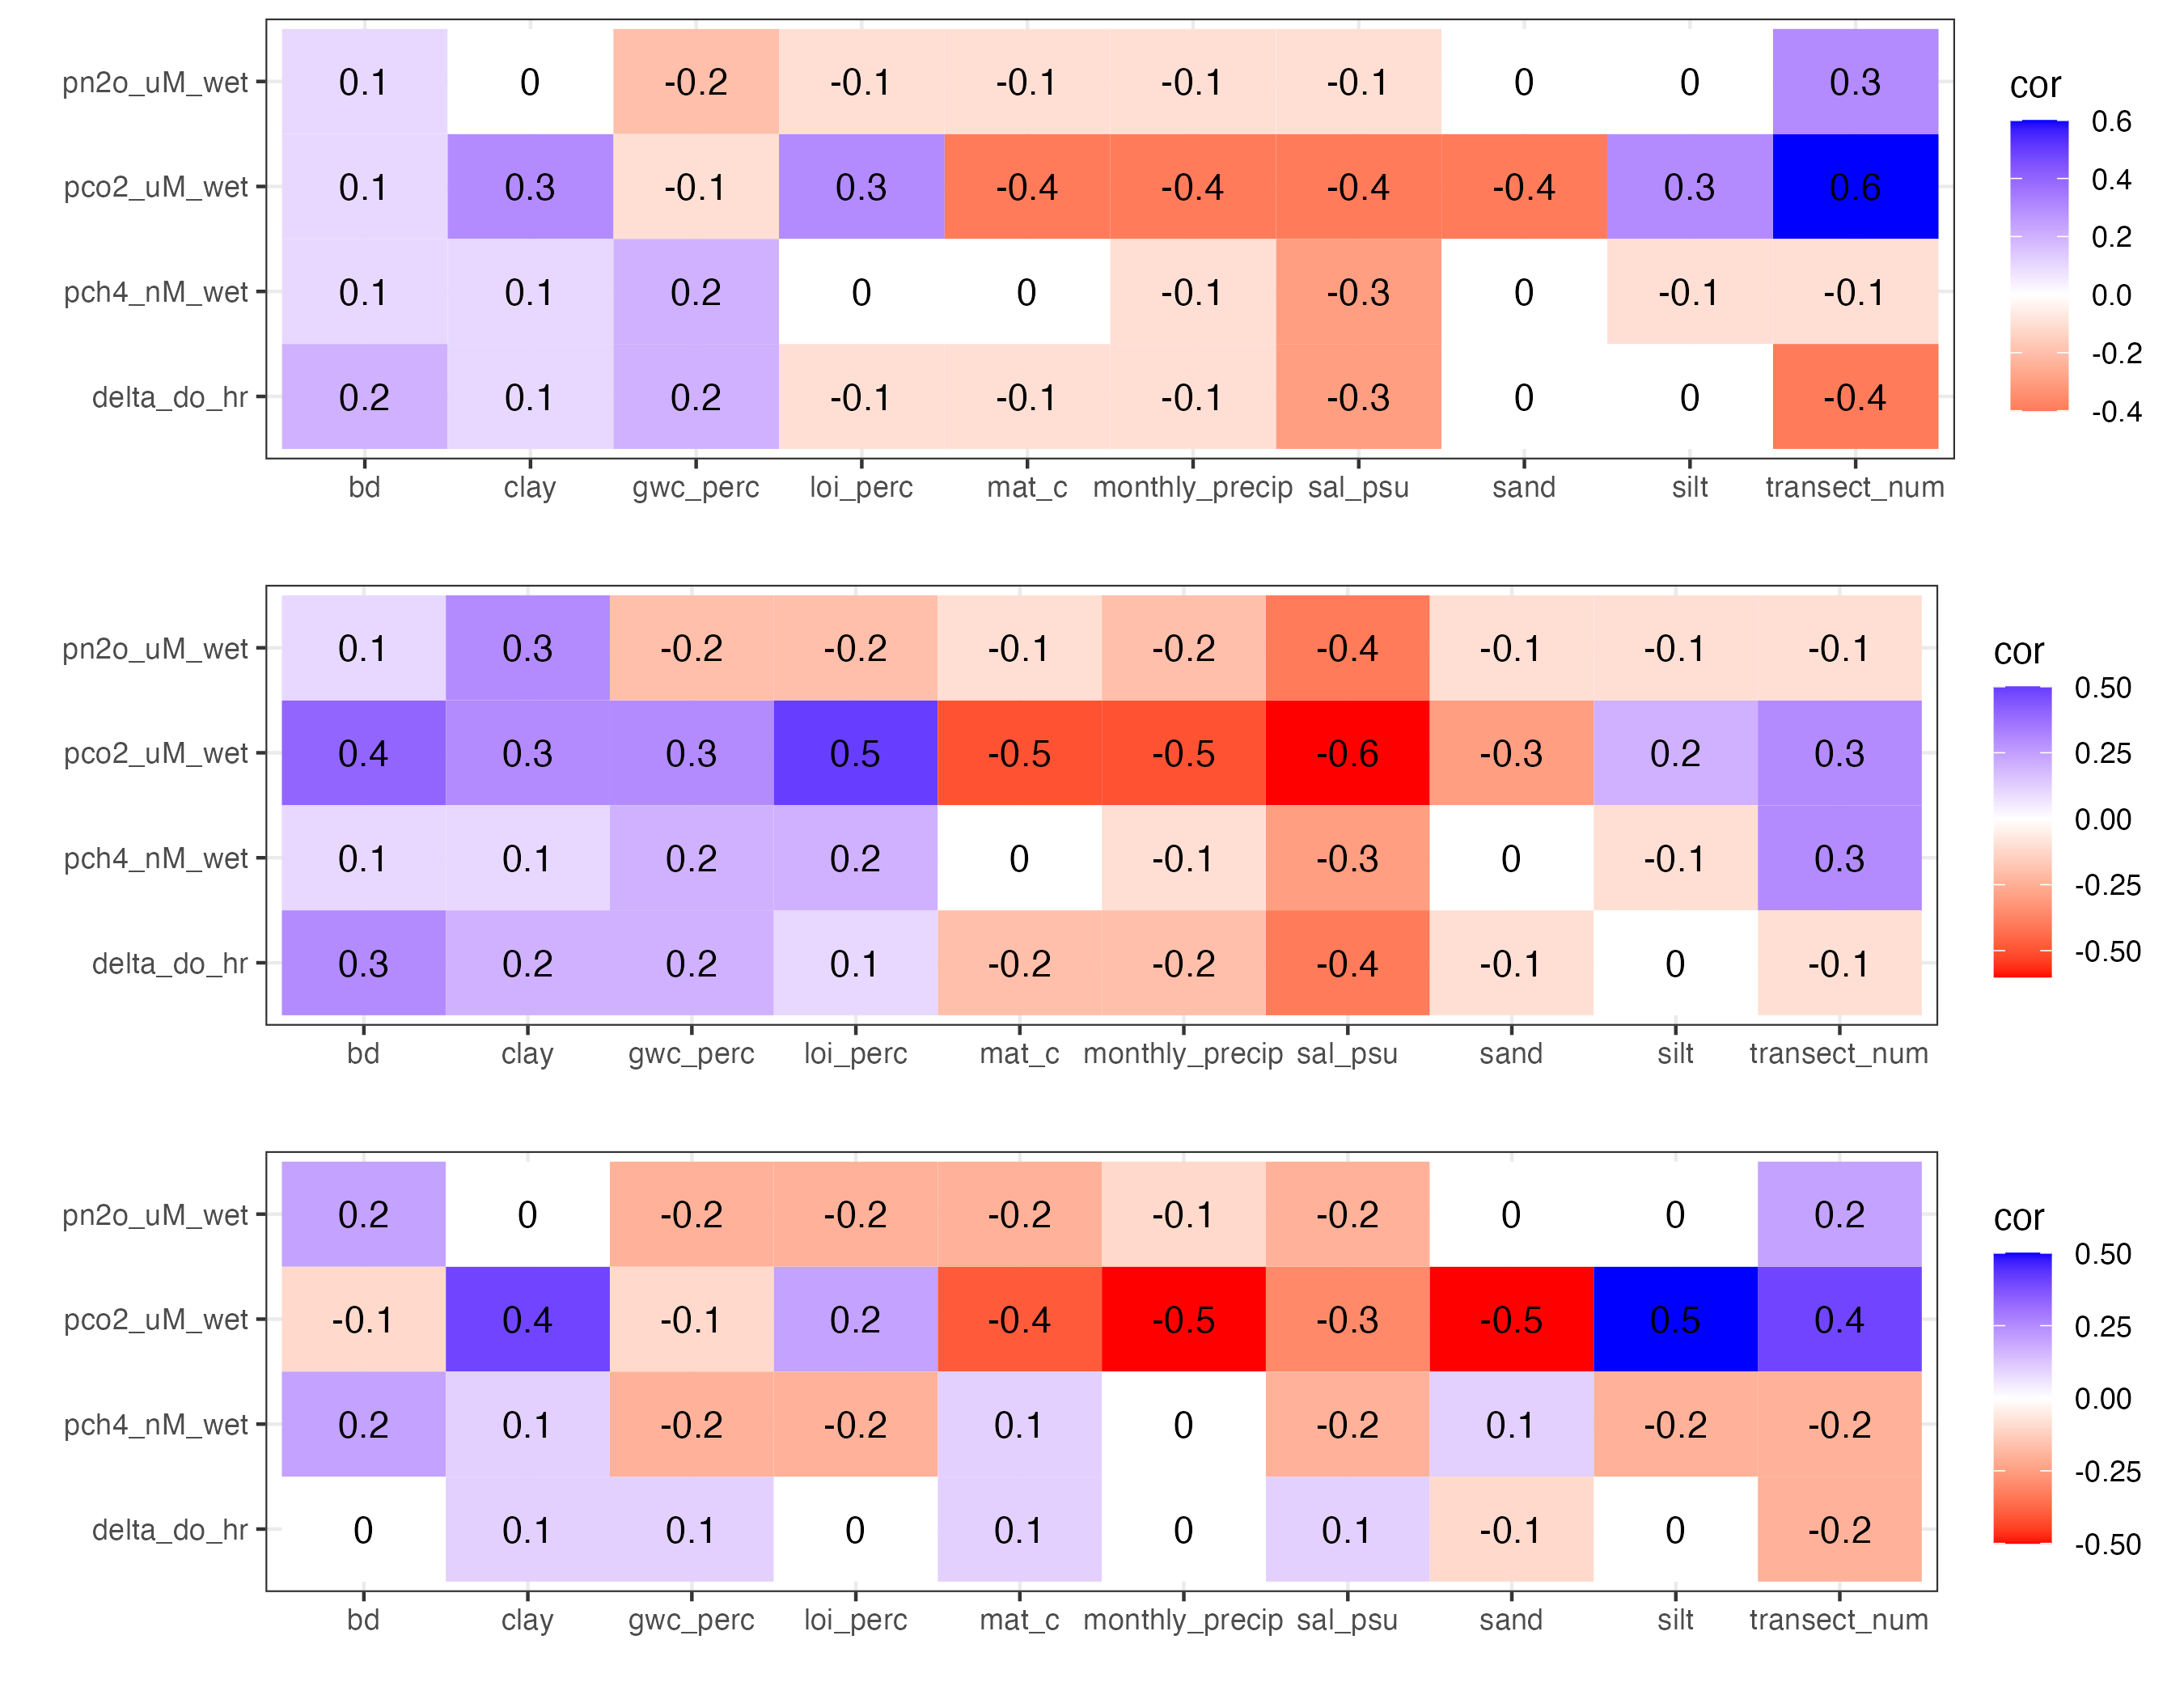 pn2o_uM_wet 0.1 0 -0.2 -0.1 -0.1 -0.1 -0.1 0 0 0.3
pco2_uM_wet 0.1 0.3 -0.1 0.3 -0.4 -0.4 -0.4 -0.4 0.3 0.6
pch4_nM_wet 0.1 0.1 0.2 0 0 -0.1 -0.3 0 -0.1 -0.1
delta_do_hr 0.2 0.1 0.2 -0.1 -0.1 -0.1 -0.3 0 0 -0.4
bd clay gwc_perc loi_perc mat_c monthly_precip sal_psu sand silt transect_num
cor
0.6
0.4
0.2
0.0
-0.2
-0.4
pn2o_uM_wet 0.1 0.3 -0.2 -0.2 -0.1 -0.2 -0.4 -0.1 -0.1 -0.1
pco2_uM_wet 0.4 0.3 0.3 0.5 -0.5 -0.5 -0.6 -0.3 0.2 0.3
pch4_nM_wet 0.1 0.1 0.2 0.2 0 -0.1 -0.3 0 -0.1 0.3
delta_do_hr 0.3 0.2 0.2 0.1 -0.2 -0.2 -0.4 -0.1 0 -0.1
bd clay gwc_perc loi_perc mat_c monthly_precip sal_psu sand silt transect_num
cor
0.50
0.25
0.00
-0.25
-0.50
pn2o_uM_wet 0.2 0 -0.2 -0.2 -0.2 -0.1 -0.2 0 0 0.2
pco2_uM_wet -0.1 0.4 -0.1 0.2 -0.4 -0.5 -0.3 -0.5 0.5 0.4
pch4_nM_wet 0.2 0.1 -0.2 -0.2 0.1 0 -0.2 0.1 -0.2 -0.2
delta_do_hr 0 0.1 0.1 0 0.1 0 0.1 -0.1 0 -0.2
bd clay gwc_perc loi_perc mat_c monthly_precip sal_psu sand silt transect_num
cor
0.50
0.25
0.00
-0.25
-0.50